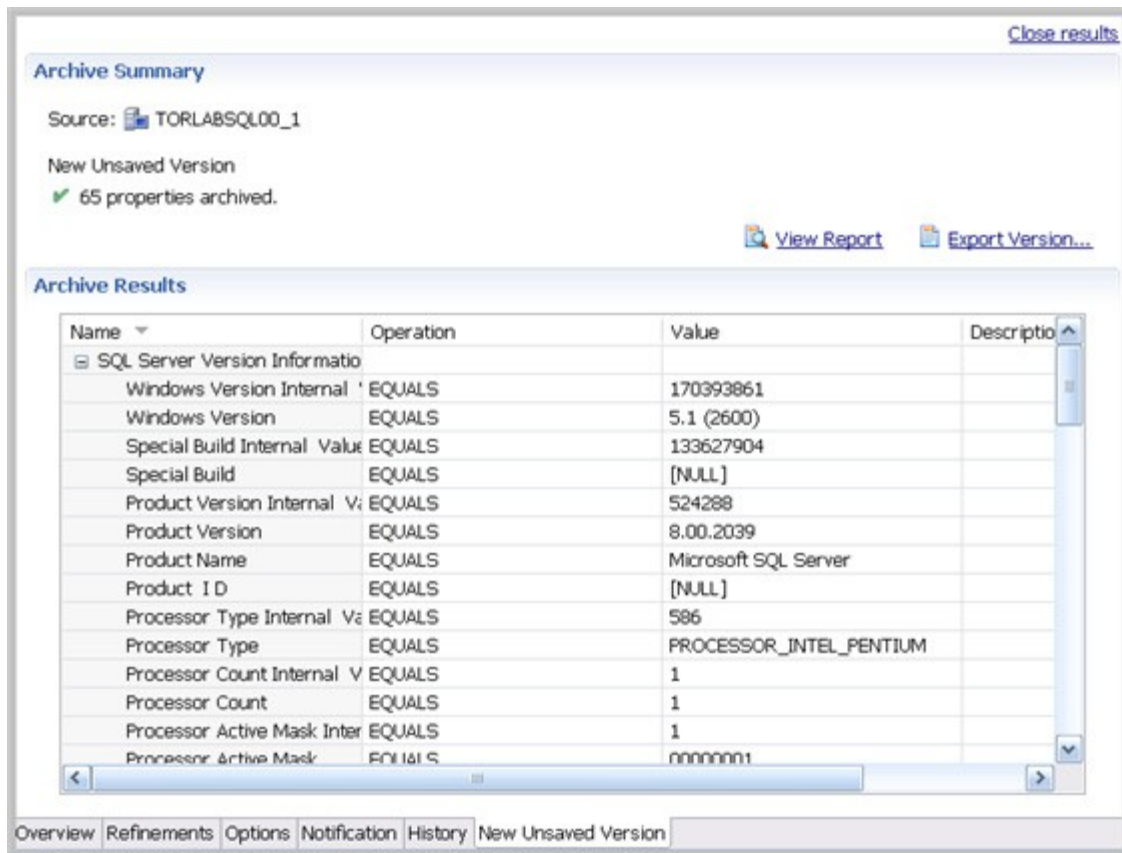 Close results
Archive Summary
Source: TORLABSQL00_1
New Unsaved Version
65 properties archived.
View Report Export Version...
Archive Results
Name Operation Value Descriptio
SQL Server Version Informatio
Windows Version Internal ' EQUALS 170393861
Windows Version EQUALS 5.1 (2600)
Special Build Internal Value EQUALS 133627904
Special Build EQUALS [NULL]
Product Version Internal Va EQUALS 524288
Product Version EQUALS 8.00.2039
Product Name EQUALS Microsoft SQL Server
Product I D EQUALS [NULL]
Processor Type Internal Va EQUALS 586
Processor Type EQUALS PROCESSOR_INTEL_PENTIUM
Processor Count Internal V EQUALS 1
Processor Count EQUALS 1
Processor Active Mask Inter EQUALS 1
Processor Active Mask EQUALS 00000001
Overview Refinements Options Notification History New Unsaved Version